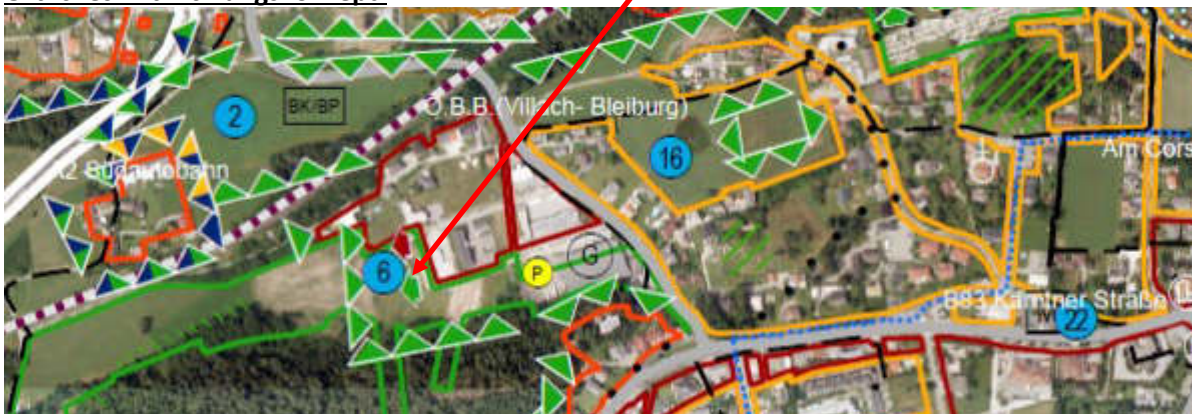 2
BK/BP
Ö.B.B. (Villach- Bleiburg)
16
Am Cors
A2 Südautobahn
6
P
G
B83 Kärntner Straße
22